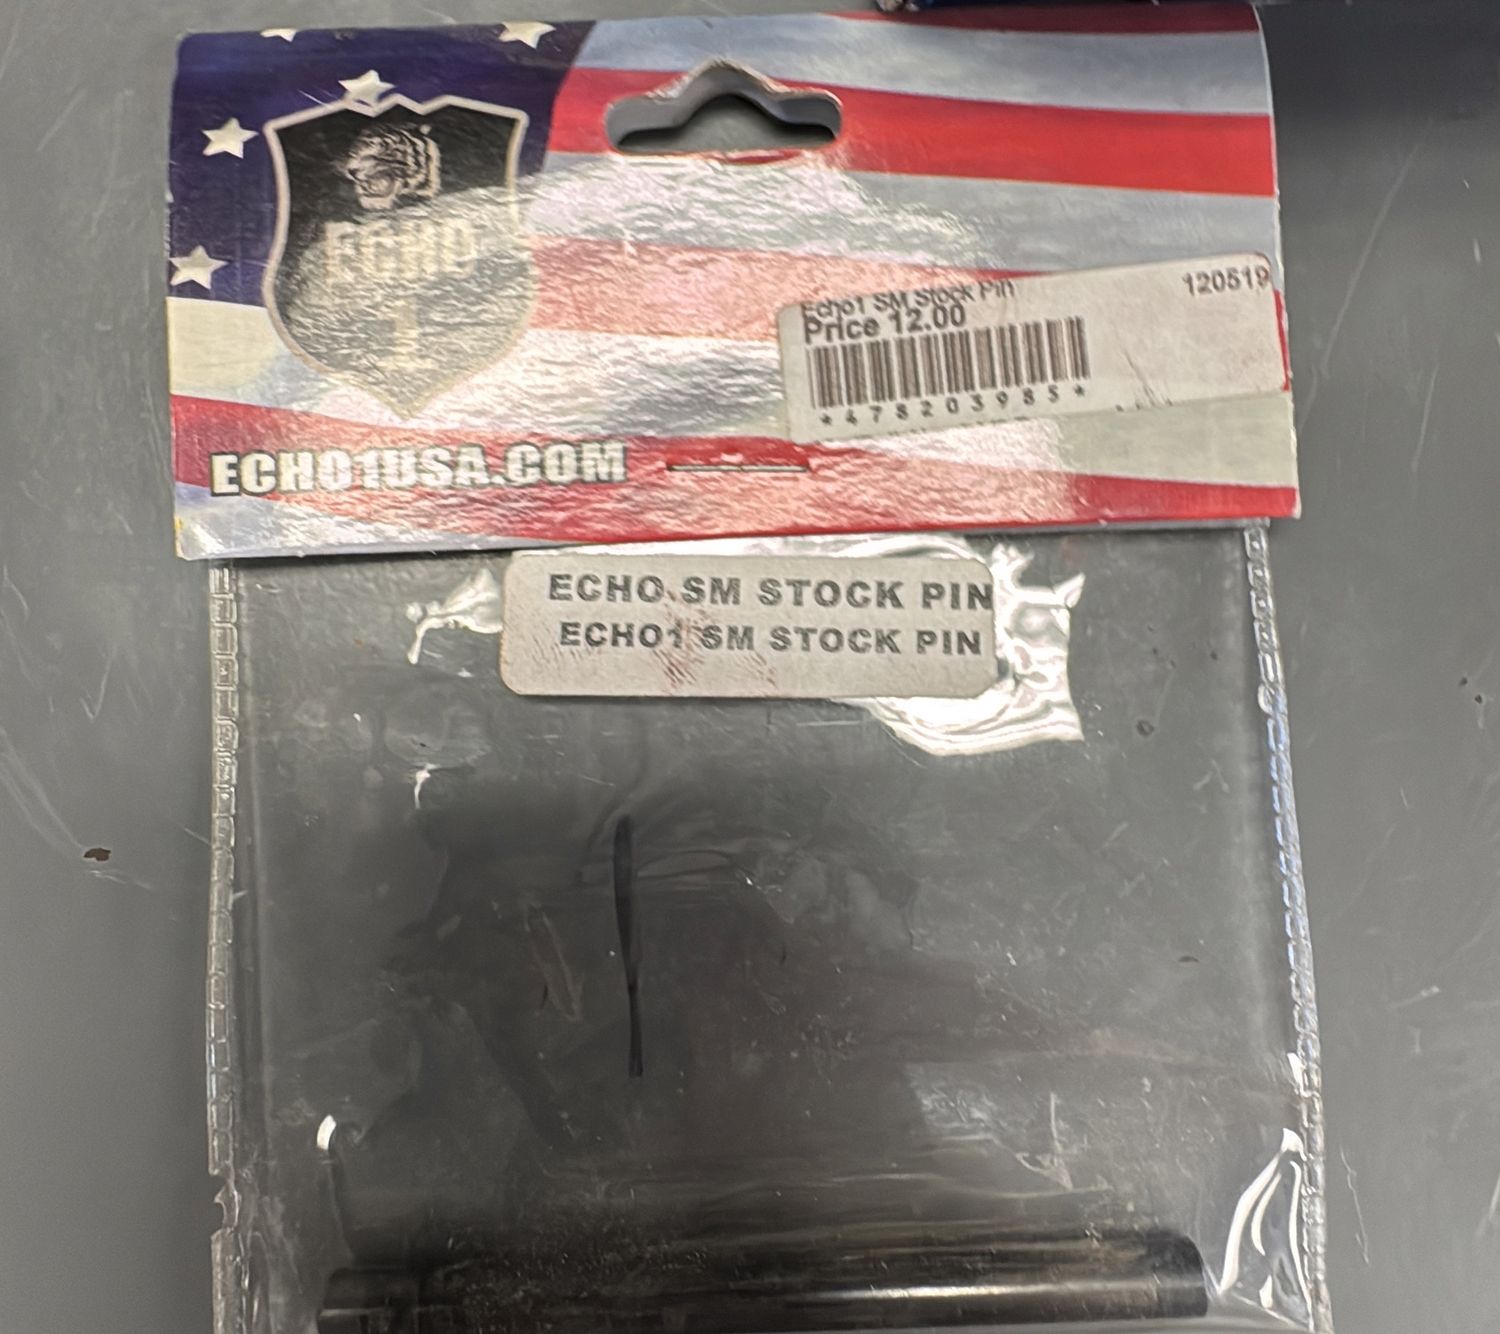 ECHO
1
Echo1 SM Stock Pin
120519
Price 12.00
*478203985*
ECHO1USA.COM
ECHO SM STOCK PIN
ECHO1 SM STOCK PIN